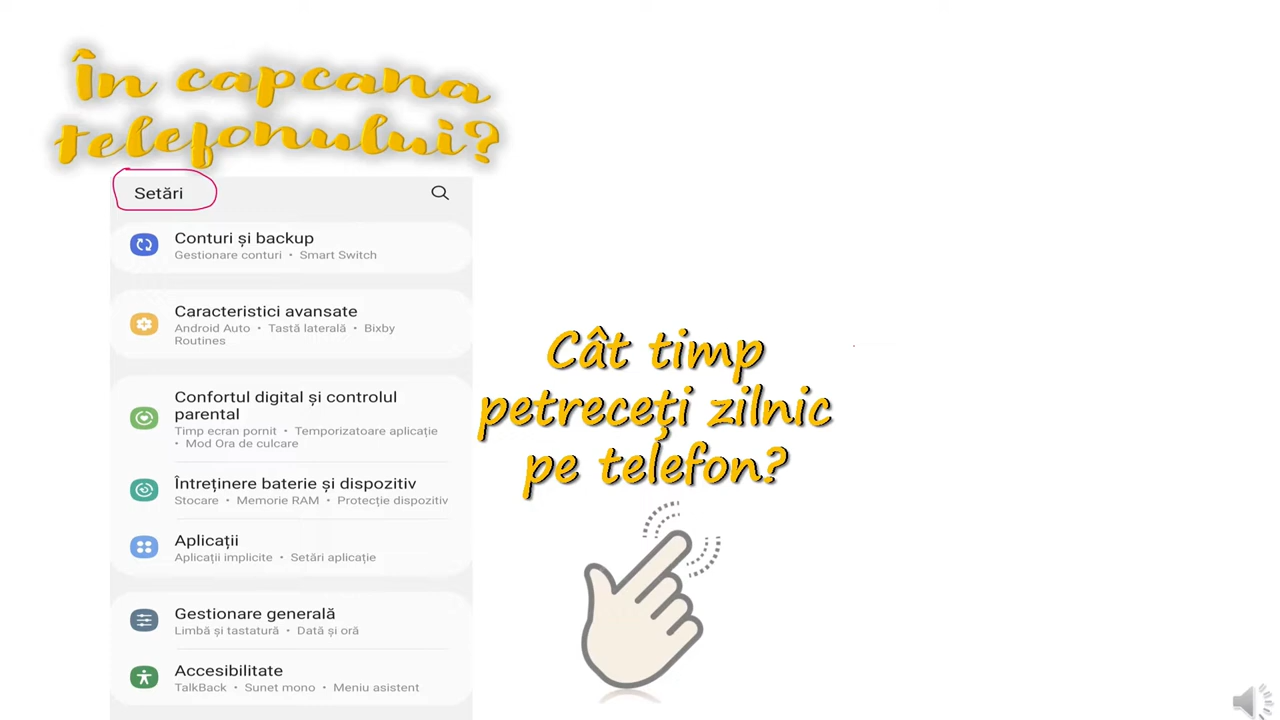 În capcana
telefonului?
Setări
Conturi și backup
Gestionare conturi • Smart Switch
Caracteristici avansate
Android Auto • Tastă laterală • Bixby
Routines
Confortul digital și controlul
parental
Timp ecran pornit • Temporizatoare aplicație
• Mod Ora de culcare
Întreținere baterie și dispozitiv
Stocare • Memorie RAM • Protecție dispozitiv
Aplicații
Aplicații implicite • Setări aplicație
Gestionare generală
Limbă și tastatură • Dată și oră
Accesibilitate
TalkBack • Sunet mono • Meniu asistent
Cât timp
petreceți zilnic
pe telefon?